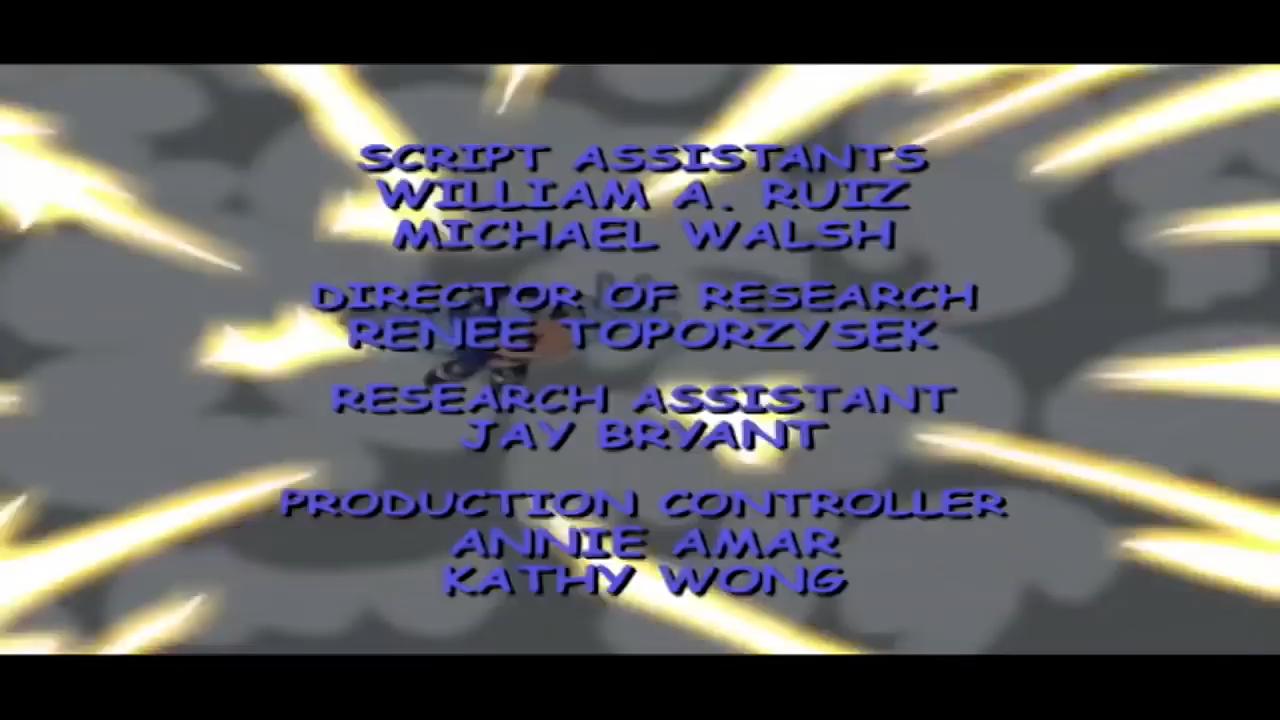 SCRIPT ASSISTANTS
WILLIAM A. RUIZ
MICHAEL WALSH
DIRECTOR OF RESEARCH
RENEE TOPORZYSEK
RESEARCH ASSISTANT
JAY BRYANT
PRODUCTION CONTROLLER
ANNIE AMAR
KATHY WONG